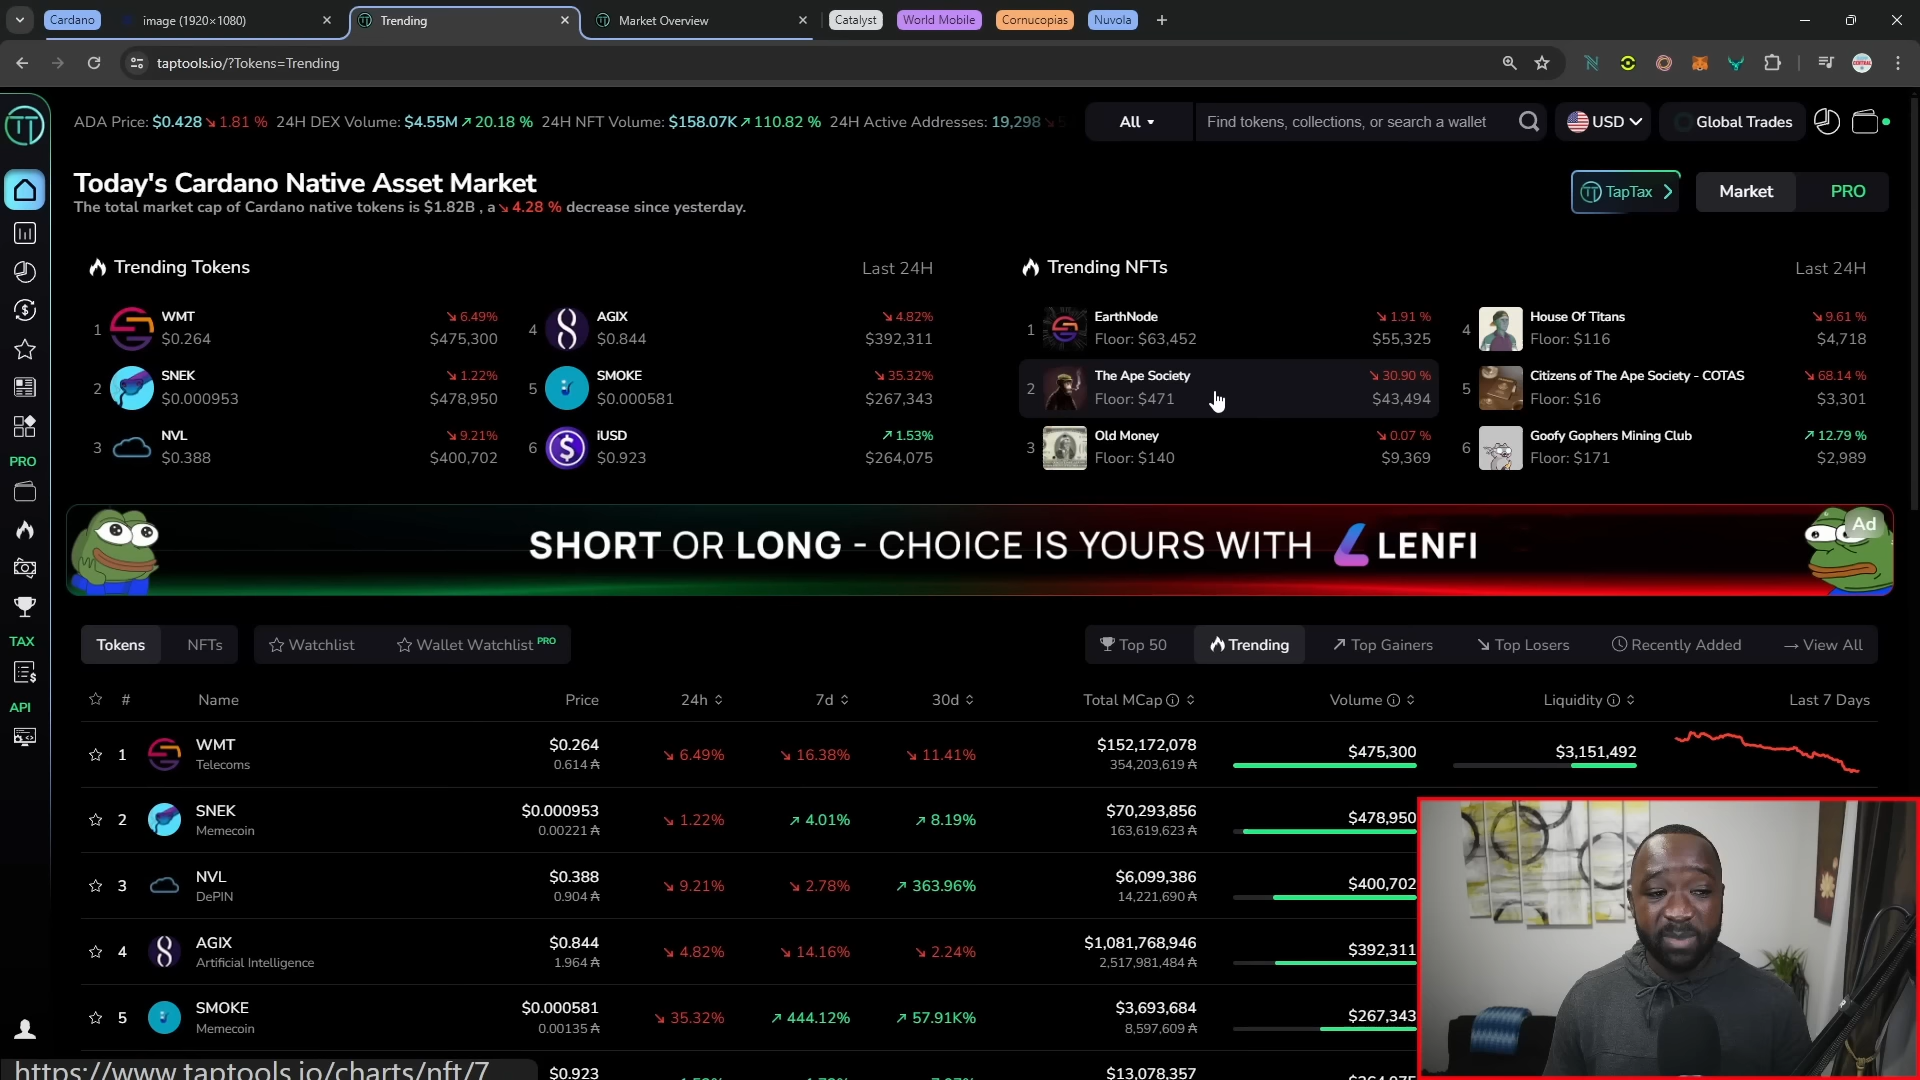 Cardano
image (1920×1080)
Trending
Market Overview
Catalyst
World Mobile
Cornucopias
Nuvola
taptools.io/?Tokens=Trending
ADA Price: $0.428 1.81 % 24H DEX Volume: $4.55M 20.18 % 24H NFT Volume: $158.07K 110.82 % 24H Active Addresses: 19,298
All
Find tokens, collections, or search a wallet
USD
Global Trades
Today's Cardano Native Asset Market
The total market cap of Cardano native tokens is $1.82B , a 4.28 % decrease since yesterday.
TapTax
Market
PRO
Trending Tokens
Last 24H
1 WMT 6.49%
$0.264 $475,300
2 SNEK 1.22%
$0.000953 $478,950
3 NVL 9.21%
$0.388 $400,702
4 AGIX 4.82%
$0.844 $392,311
5 SMOKE 35.32%
$0.000581 $267,343
6 iUSD 1.53%
$0.923 $264,075
Trending NFTs
Last 24H
1 EarthNode 1.91 %
Floor: $63,452 $55,325
2 The Ape Society 30.90 %
Floor: $471 $43,494
3 Old Money 0.07 %
Floor: $140 $9,369
4 House Of Titans 9.61 %
Floor: $116 $4,718
5 Citizens of The Ape Society - COTAS 68.14 %
Floor: $16 $3,301
6 Goofy Gophers Mining Club 12.79 %
Floor: $171 $2,989
PRO
TAX
API
SHORT OR LONG - CHOICE IS YOURS WITH LENFI
Ad
Tokens
NFTs
Watchlist
Wallet Watchlist PRO
Top 50
Trending
Top Gainers
Top Losers
Recently Added
View All
# Name Price 24h 7d 30d Total MCap Volume Liquidity Last 7 Days
1 WMT $0.264 6.49% 16.38% 11.41% $152,172,078 $475,300 $3,151,492
Telecoms 0.614 ₳ 354,203,619 ₳
2 SNEK $0.000953 1.22% 4.01% 8.19% $70,293,856 $478,950
Memecoin 0.00221 ₳ 163,619,623 ₳
3 NVL $0.388 9.21% 2.78% 363.96% $6,099,386 $400,702
DePIN 0.904 ₳ 14,221,690 ₳
4 AGIX $0.844 4.82% 14.16% 2.24% $1,081,768,946 $392,311
Artificial Intelligence 1.964 ₳ 2,517,981,484 ₳
5 SMOKE $0.000581 35.32% 444.12% 57.91K% $3,693,684 $267,343
Memecoin 0.00135 ₳ 8,597,609 ₳
$0.923 $13,078,357
https://www.taptools.io/charts/nft/7